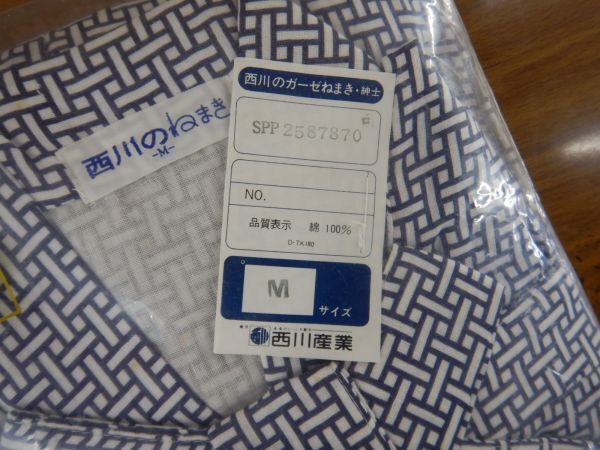 西川のねまき
-M-
西川のガーゼねまき・紳士
SPP 2587870
NO.
品質表示 綿 100%
D-TK180
M
サイズ
西川産業